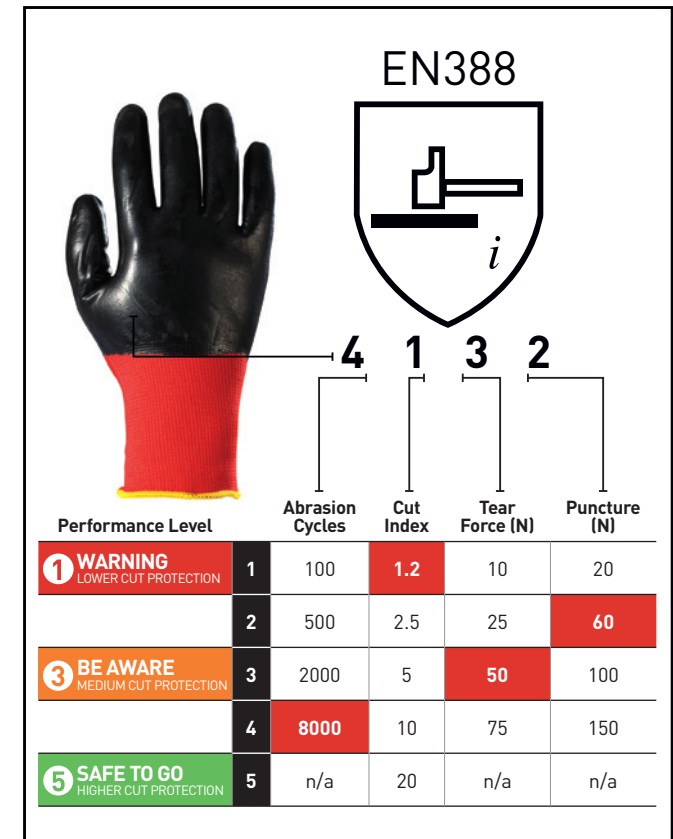 EN388
i
4 1 3 2
Performance Level
Abrasion Cycles
Cut Index
Tear Force (N)
Puncture (N)
1 WARNING
LOWER CUT PROTECTION
1 100 1.2 10 20
2 500 2.5 25 60
3 BE AWARE
MEDIUM CUT PROTECTION
3 2000 5 50 100
4 8000 10 75 150
5 SAFE TO GO
HIGHER CUT PROTECTION
5 n/a 20 n/a n/a